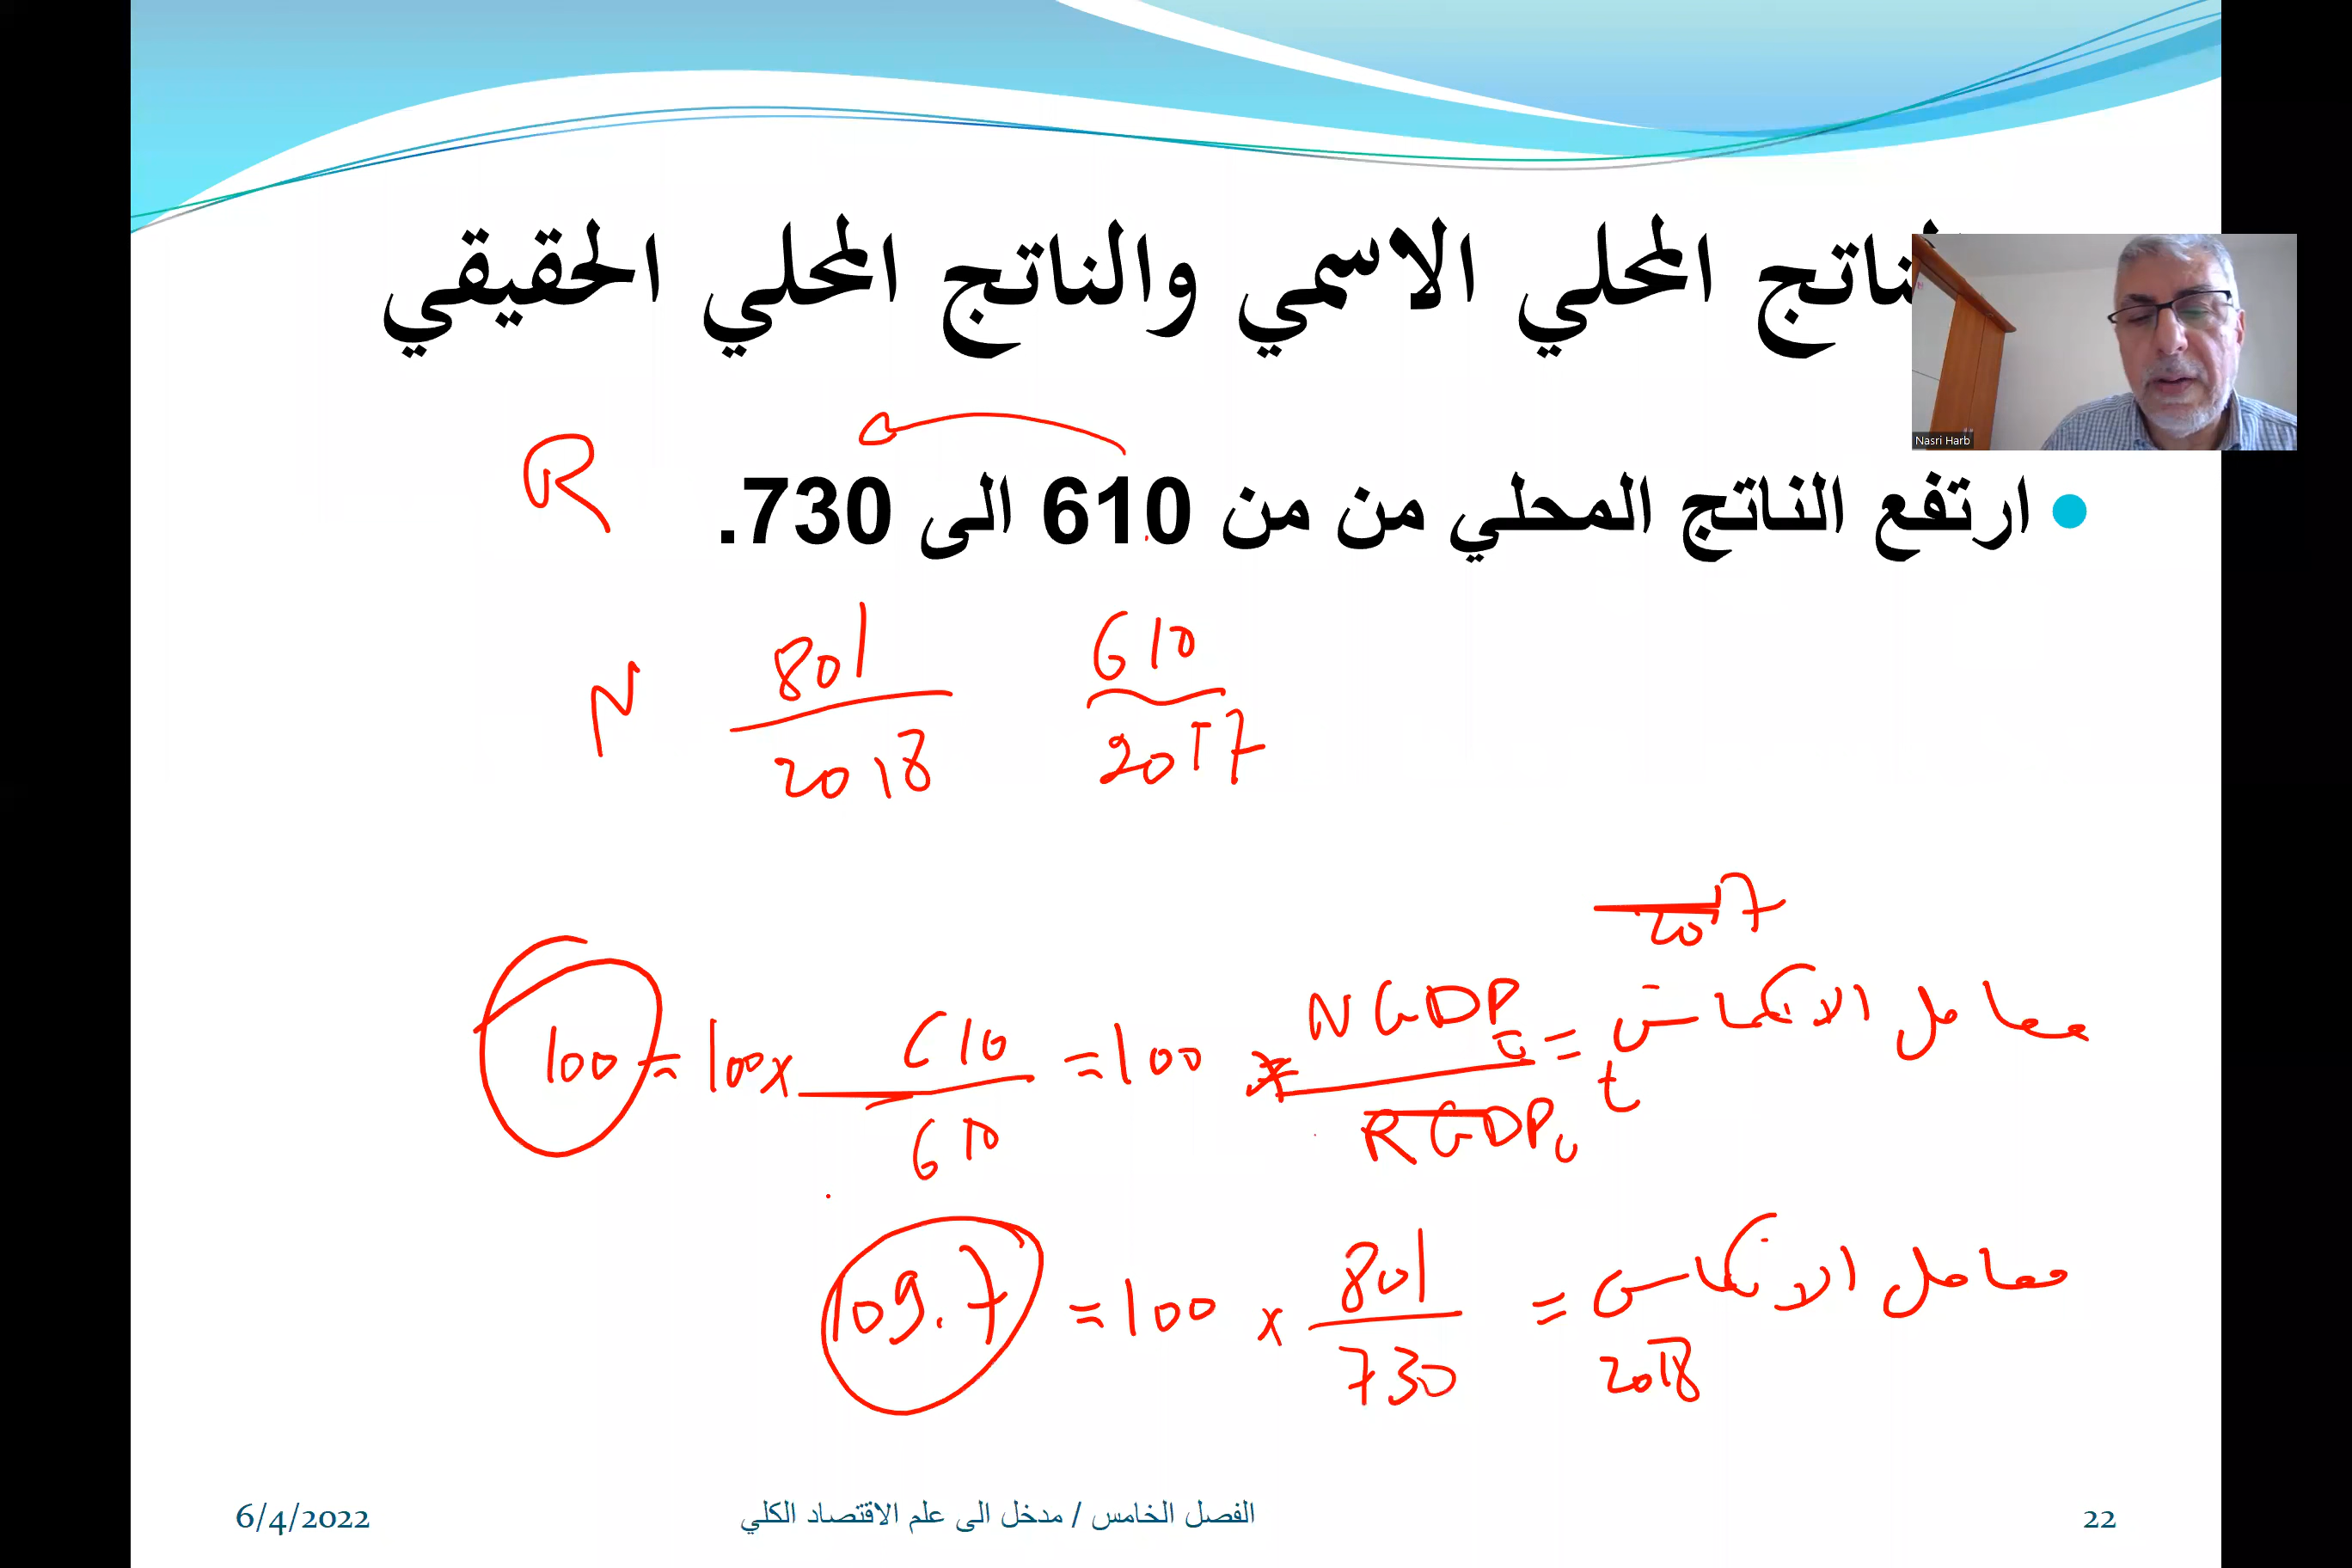 الناتج المحلي الاسمي والناتج المحلي الحقيقي
Nasri Harb
R
ارتفع الناتج المحلي من من 610 الى 730.
N 801 610
2018 2017
2017
معامل الانكماش t = NGDP * 100 = 610 x 100 = 100
RGDP 610
معامل الانكماش = 801 x 100 = 109.7
2018 730
6/4/2022
الفصل الخامس / مدخل الى علم الاقتصاد الكلي
22